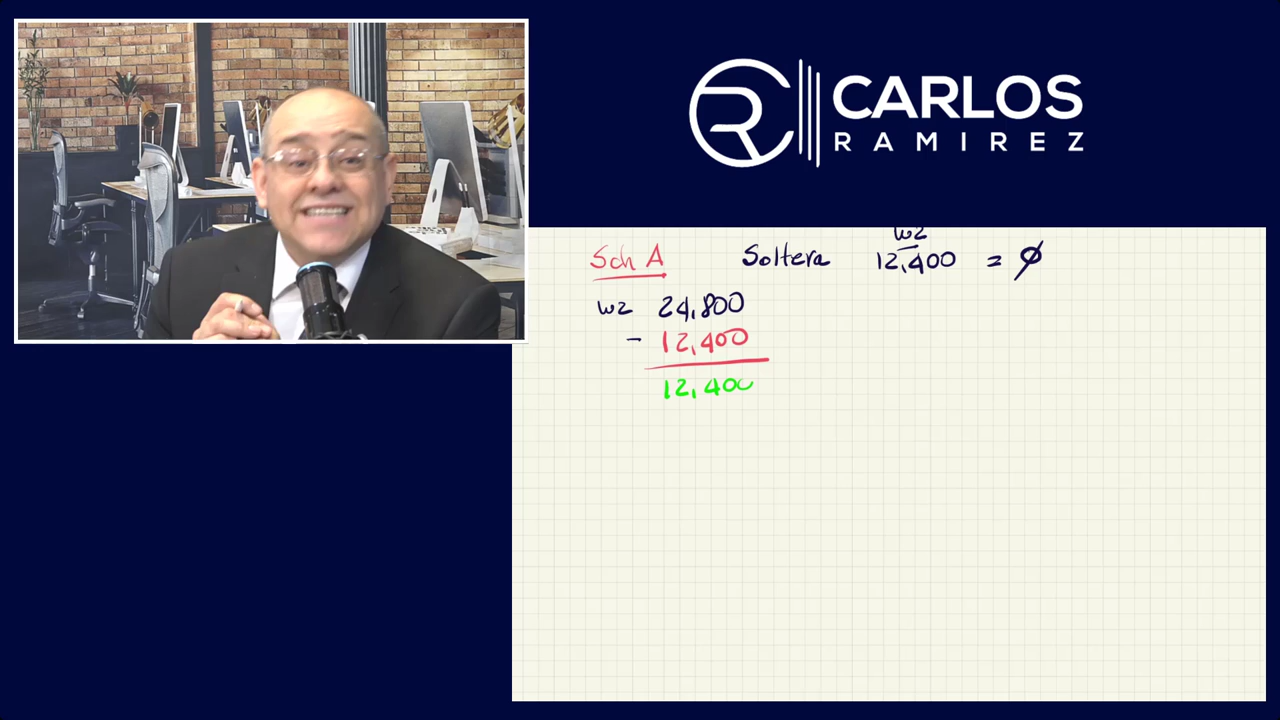 CARLOS
RAMIREZ
W2
Sch A Soltera 12,400 = ∅
W2 24,800
- 12,400
12,400